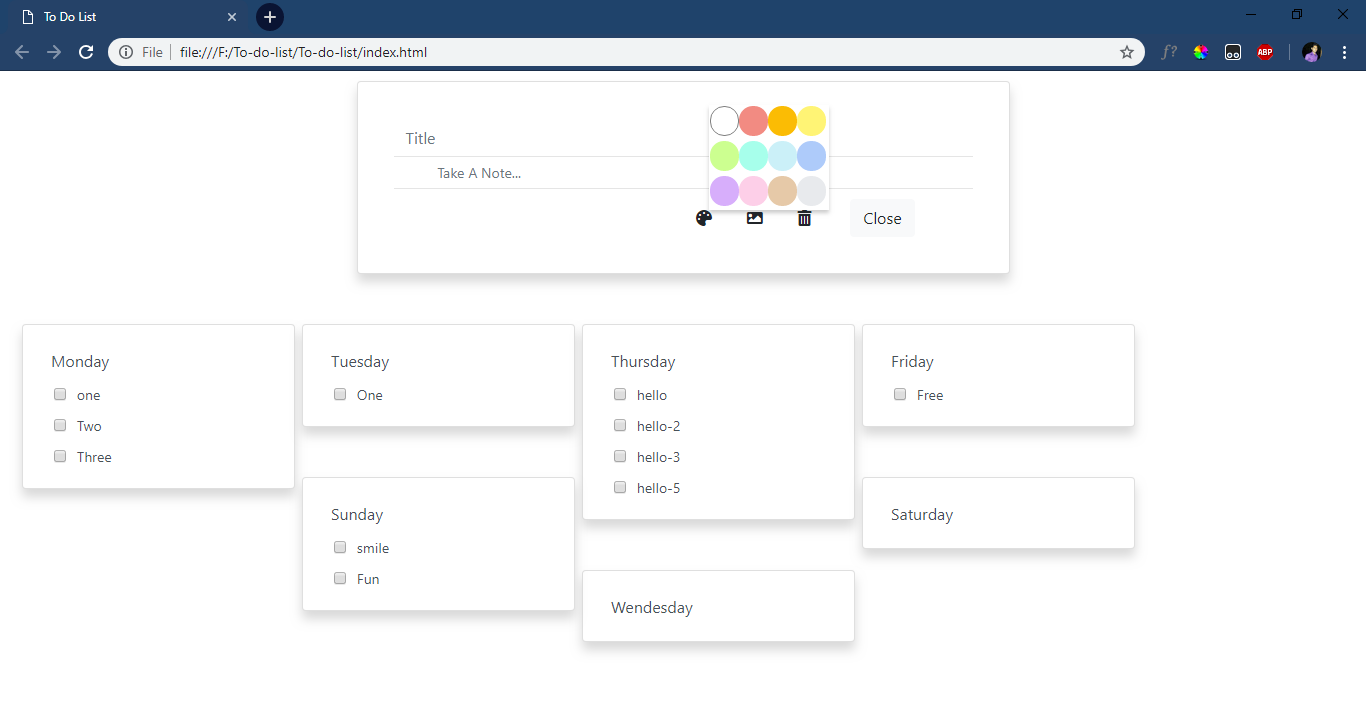 To Do List
File
file:///F:/To-do-list/To-do-list/index.html
f?
ABP
Title
Take A Note...
Close
Monday
one
Two
Three
Tuesday
One
Thursday
hello
hello-2
hello-3
hello-5
Friday
Free
Sunday
smile
Fun
Saturday
Wendesday